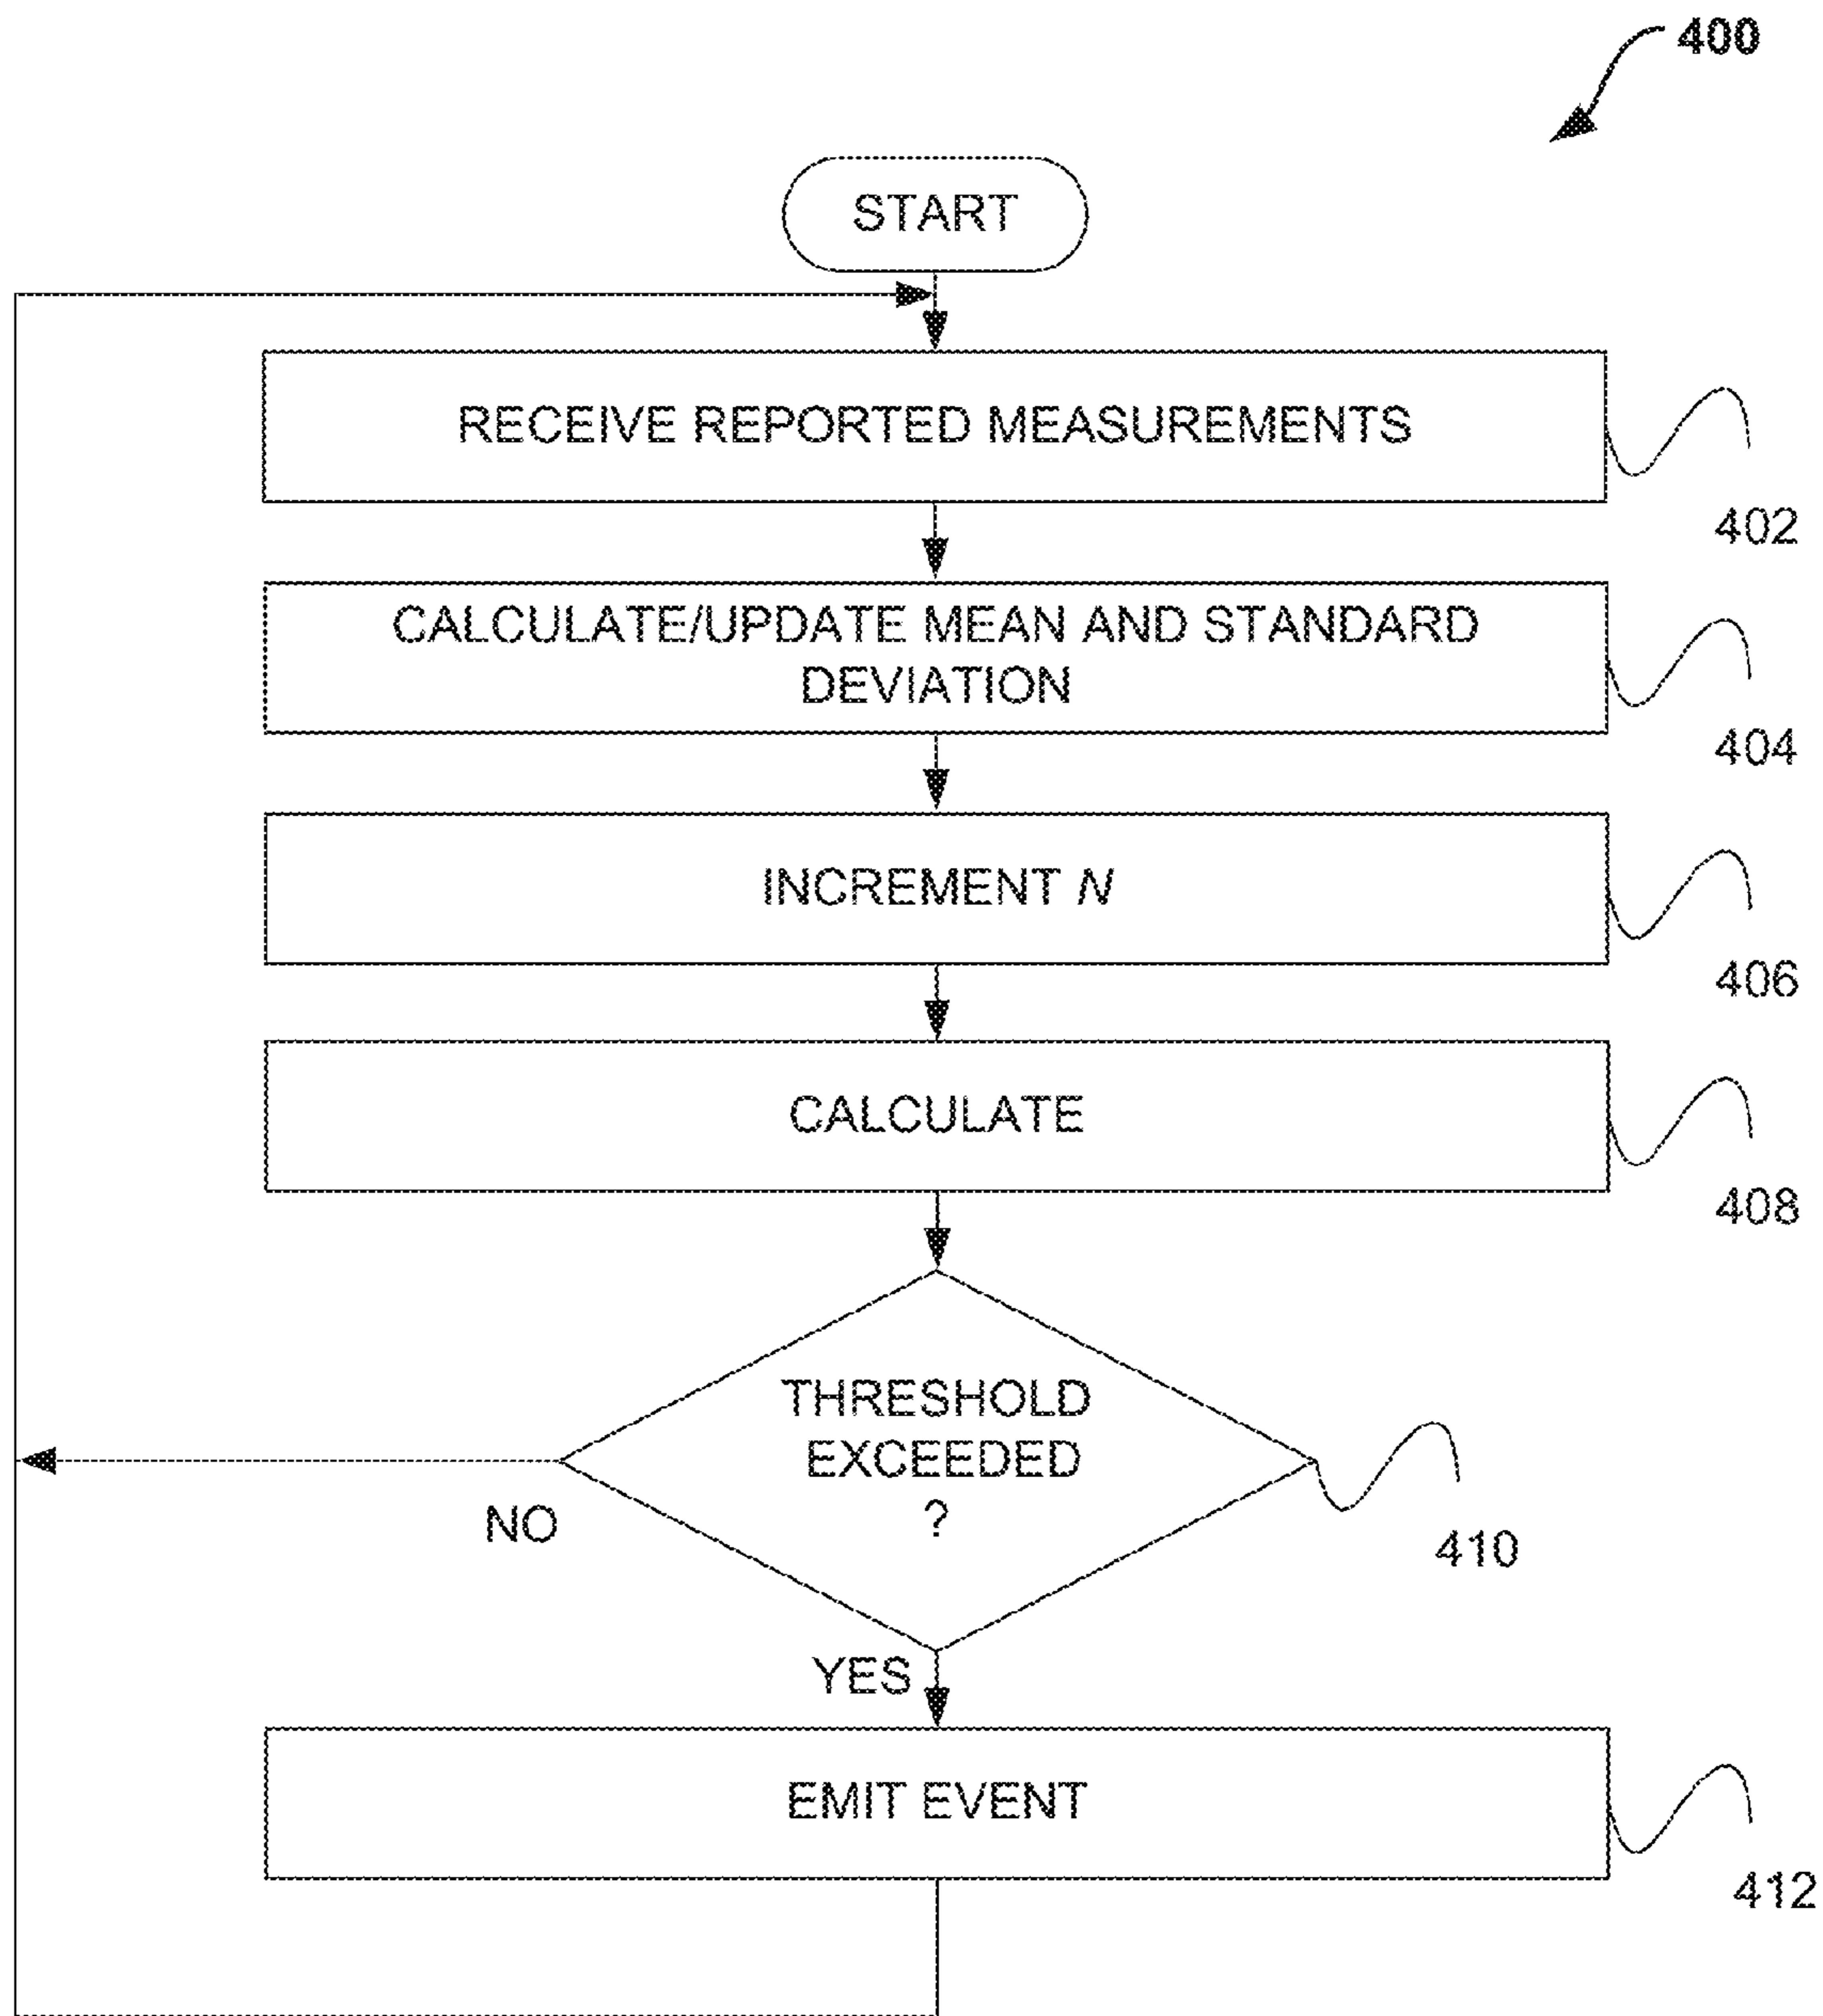 400
START
RECEIVE REPORTED MEASUREMENTS
402
CALCULATE/UPDATE MEAN AND STANDARD
DEVIATION
404
INCREMENT N
406
CALCULATE
408
THRESHOLD
EXCEEDED
?
NO
410
YES
EMIT EVENT
412